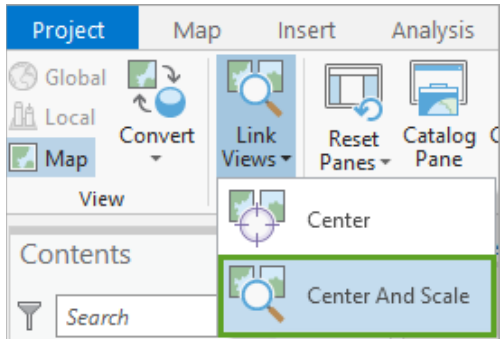 Project Map Insert Analysis
Global
Local
Map
Convert
Link
Views
Reset
Panes
Catalog
Pane
View
Center
Center And Scale
Contents
Search